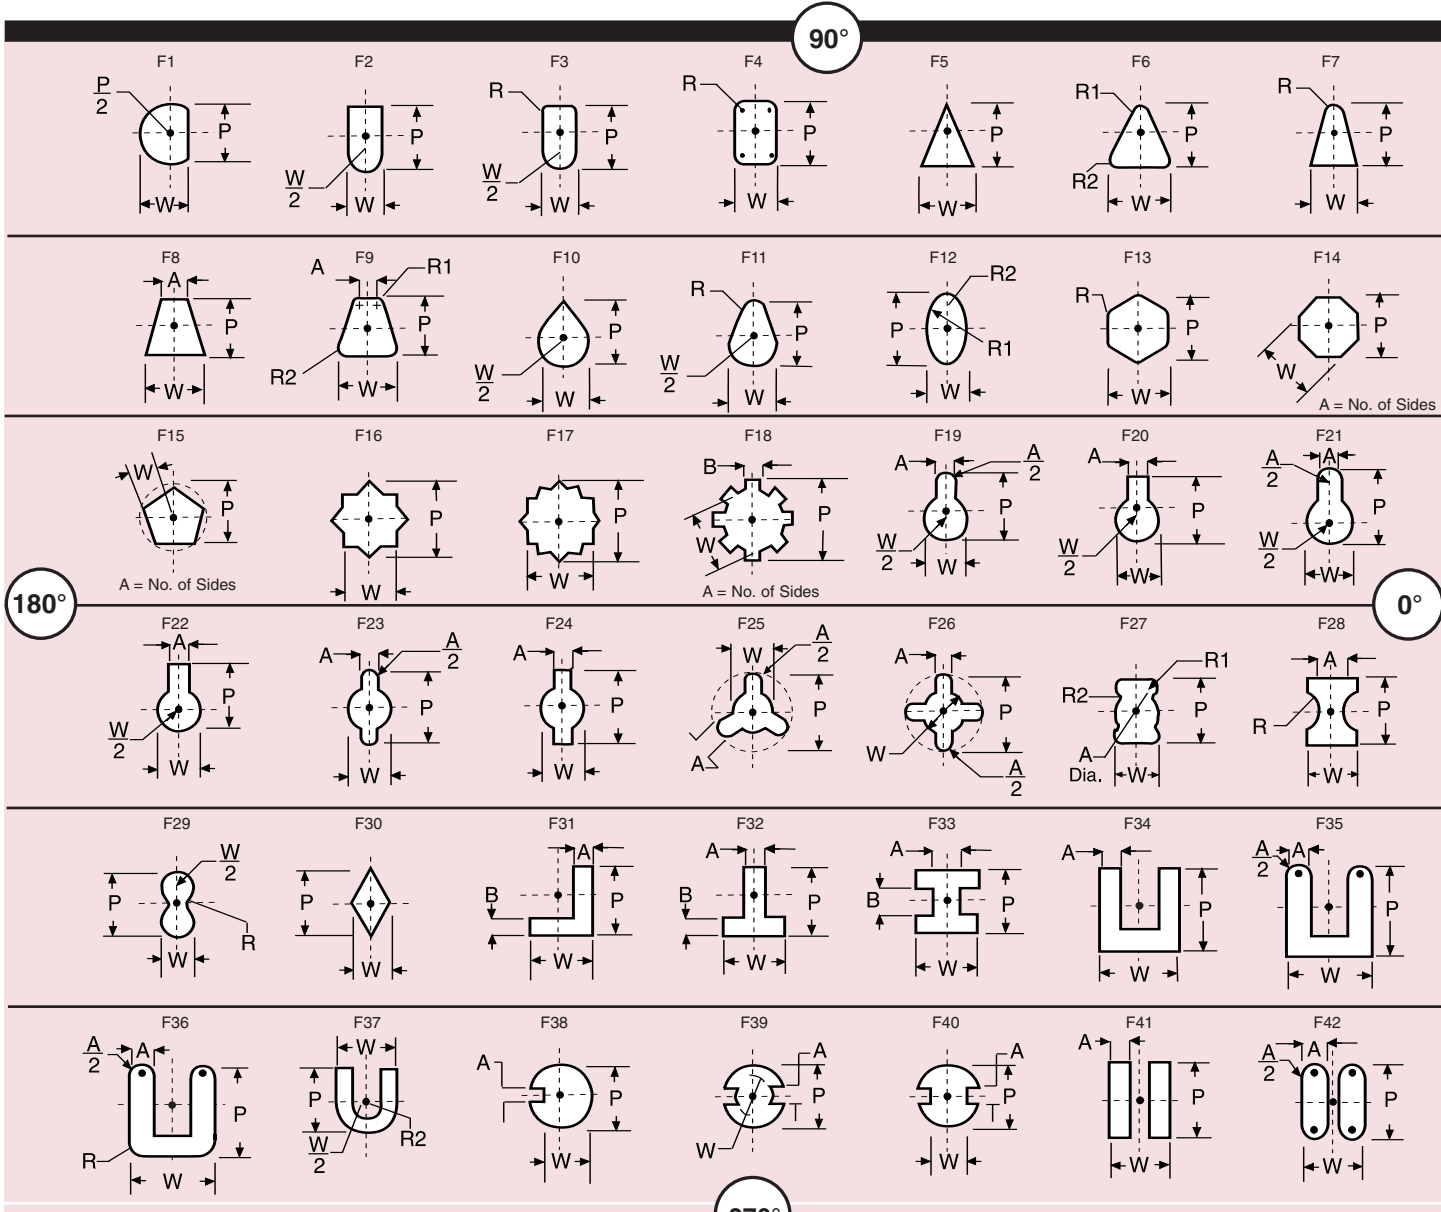 90°
F1 F2 F3 F4 F5 F6 F7
P/2 P W
W/2 P W
R W/2 P W
R P W
P W
R1 R2 P W
R P W
F8 F9 F10 F11 F12 F13 F14
A P W
A R1 R2 P W
W/2 P W
R W/2 P W
R2 P R1 W
R P W
P W
A = No. of Sides
F15 F16 F17 F18 F19 F20 F21
W P
A = No. of Sides
P W
P W
B W P
A = No. of Sides
A A/2 P W/2 W
A P W/2 W
A/2 A P W/2 W
180°
0°
F22 F23 F24 F25 F26 F27 F28
A P W/2 W
A A/2 P W
A P W
W A/2 P A
A P W A/2
R1 R2 P A Dia. W
A R P W
F29 F30 F31 F32 F33 F34 F35
W/2 P R W
P W
A B P W
A B P W
A B P W
A P W
A/2 A P W
F36 F37 F38 F39 F40 F41 F42
A/2 A P R W
W P W/2 R2
A P W
A P T W
A P T W
A P W
A/2 A P W